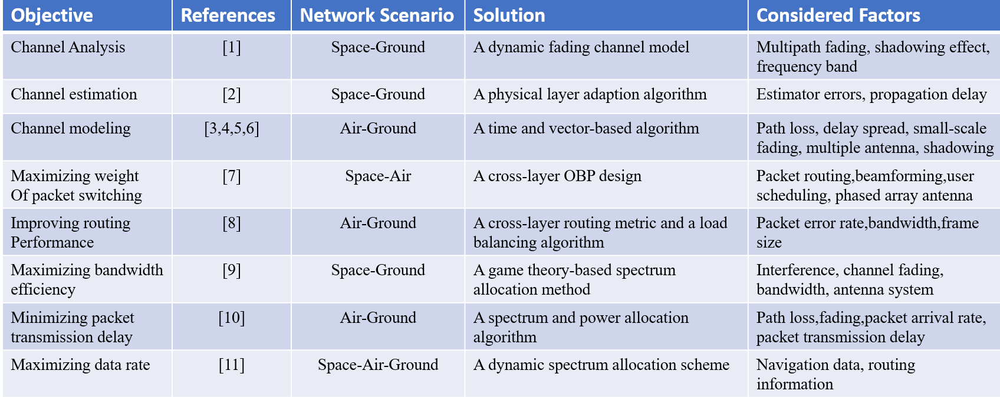 Objective References Network Scenario Solution Considered Factors
Channel Analysis [1] Space-Ground A dynamic fading channel model Multipath fading, shadowing effect,
frequency band
Channel estimation [2] Space-Ground A physical layer adaption algorithm Estimator errors, propagation delay
Channel modeling [3,4,5,6] Air-Ground A time and vector-based algorithm Path loss, delay spread, small-scale
fading, multiple antenna, shadowing
Maximizing weight [7] Space-Air A cross-layer OBP design Packet routing,beamforming,user
Of packet switching scheduling, phased array antenna
Improving routing [8] Air-Ground A cross-layer routing metric and a load Packet error rate,bandwidth,frame
Performance balancing algorithm size
Maximizing bandwidth [9] Space-Ground A game theory-based spectrum Interference, channel fading,
efficiency allocation method bandwidth, antenna system
Minimizing packet [10] Air-Ground A spectrum and power allocation Path loss,fading,packet arrival rate,
transmission delay algorithm packet transmission delay
Maximizing data rate [11] Space-Air-Ground A dynamic spectrum allocation scheme Navigation data, routing
information